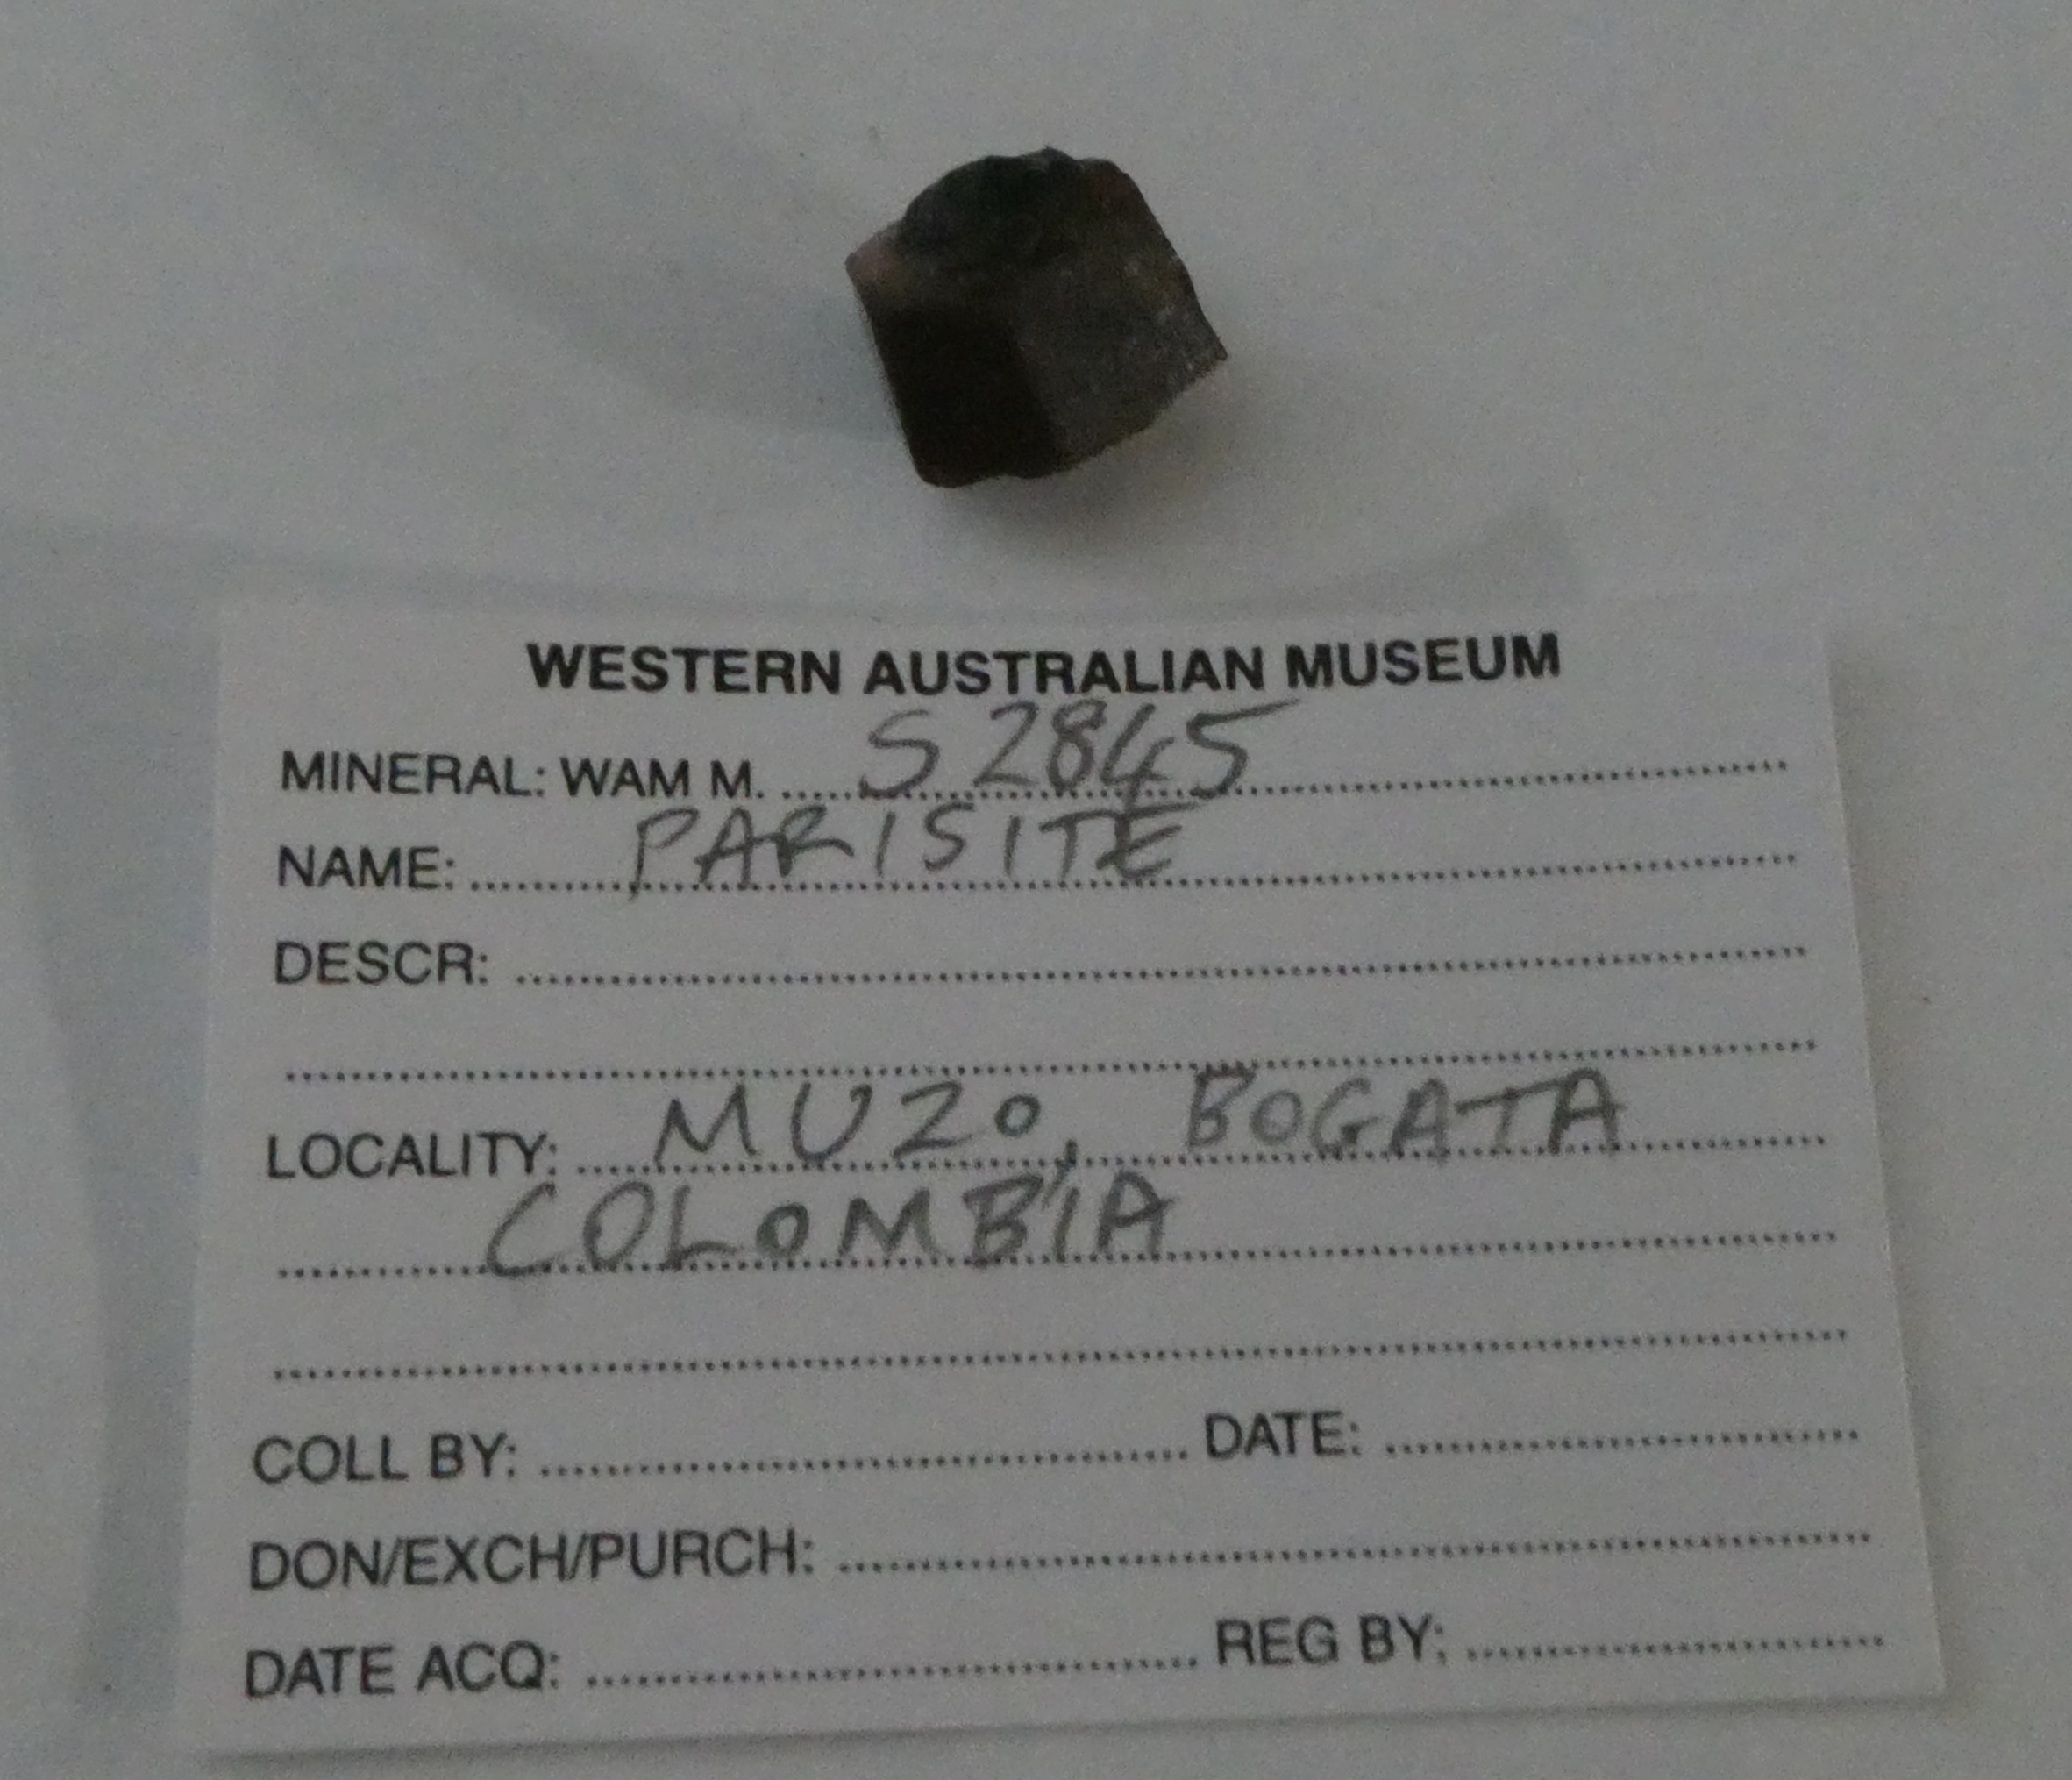 WESTERN AUSTRALIAN MUSEUM
MINERAL: WAM M. S2845
NAME: PARISITE
DESCR:
LOCALITY: MUZO, BOGATA
COLOMBIA
COLL BY: DATE:
DON/EXCH/PURCH:
DATE ACQ: REG BY: